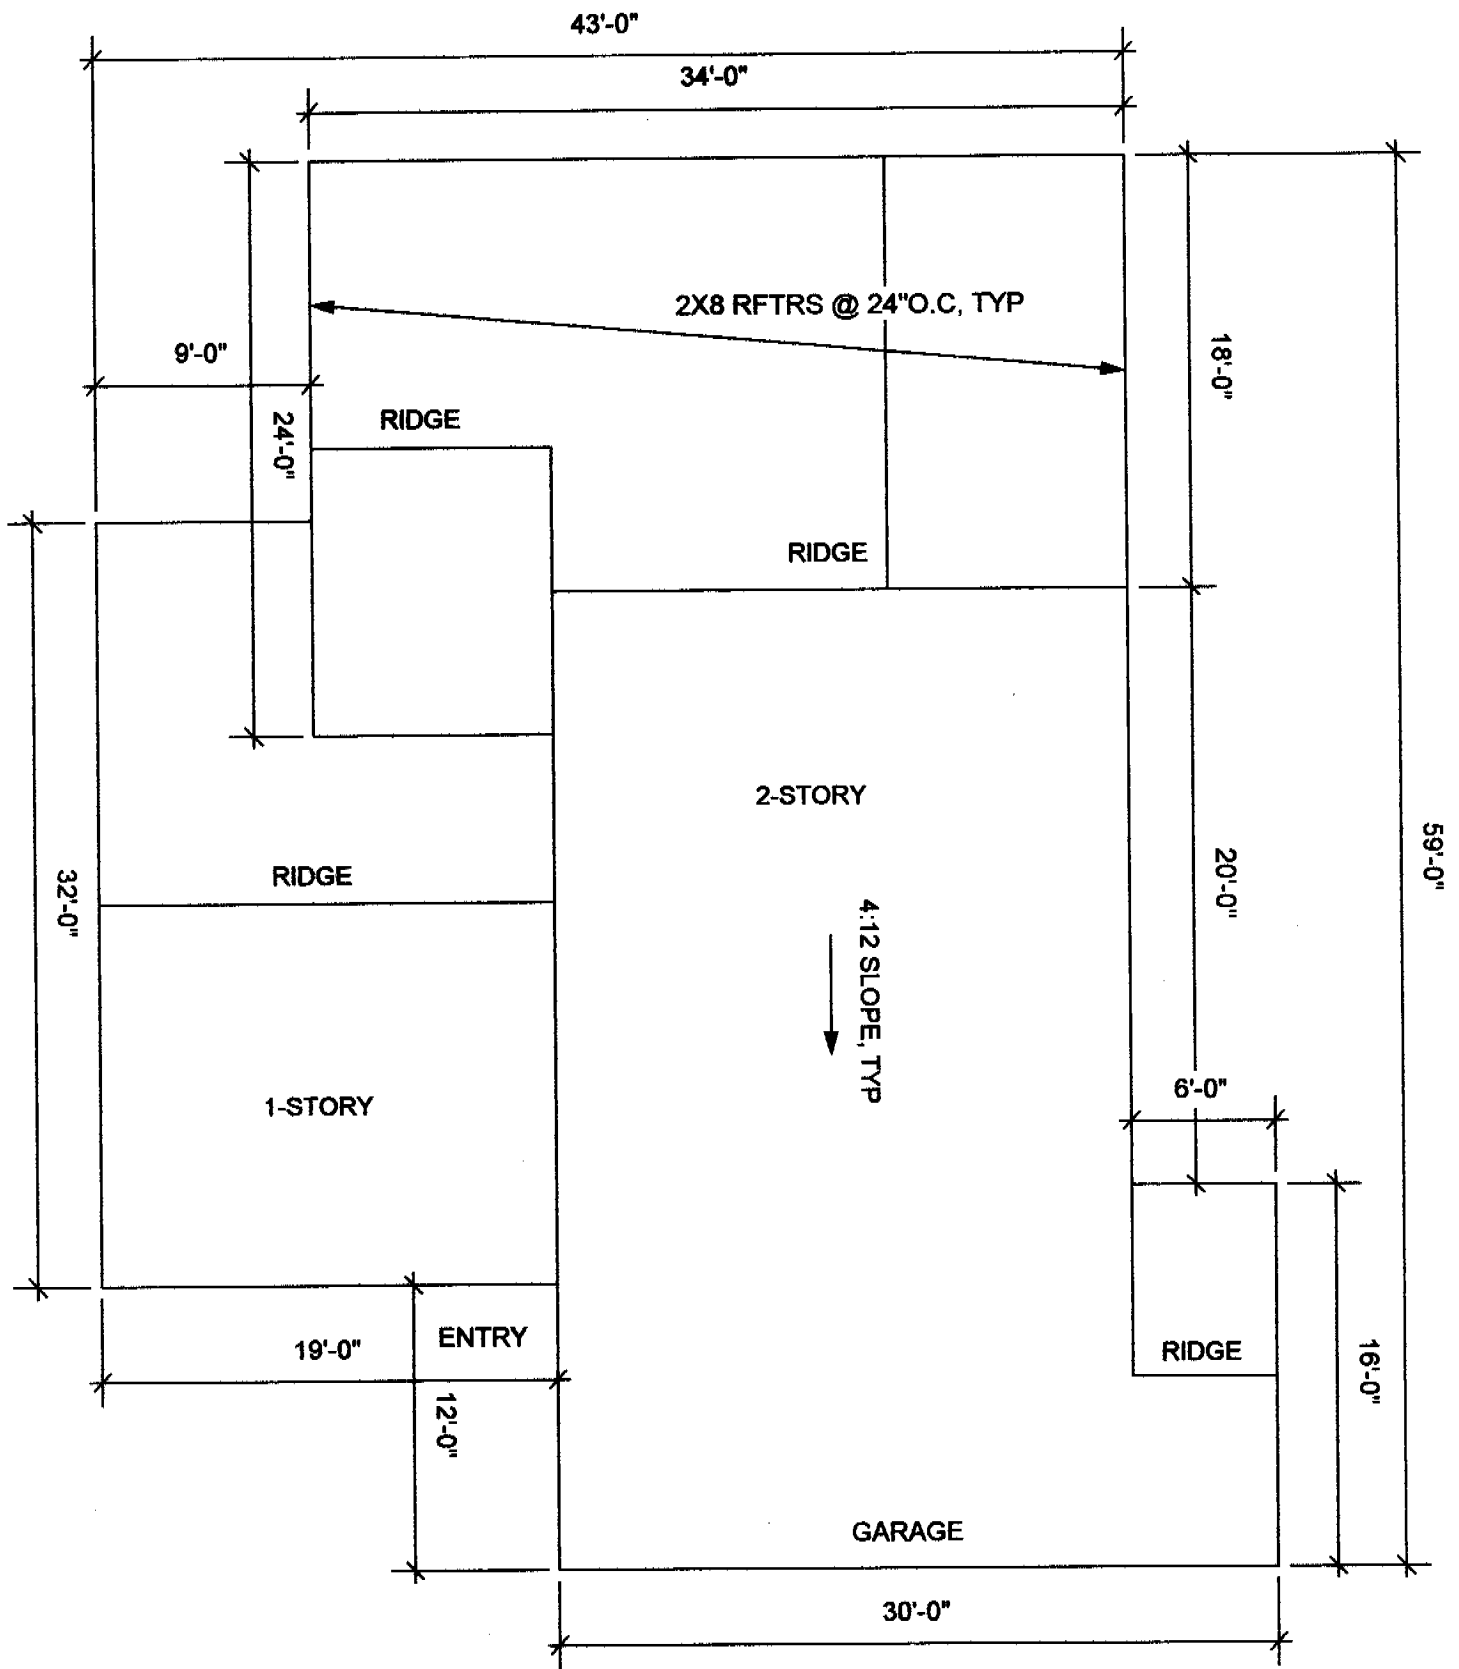 43'-0"
34'-0"
2X8 RFTRS @ 24"O.C, TYP
18'-0"
9'-0"
24'-0"
RIDGE
RIDGE
2-STORY
59'-0"
20'-0"
32'-0"
RIDGE
4:12 SLOPE, TYP
6'-0"
1-STORY
ENTRY
19'-0"
RIDGE
16'-0"
12'-0"
GARAGE
30'-0"